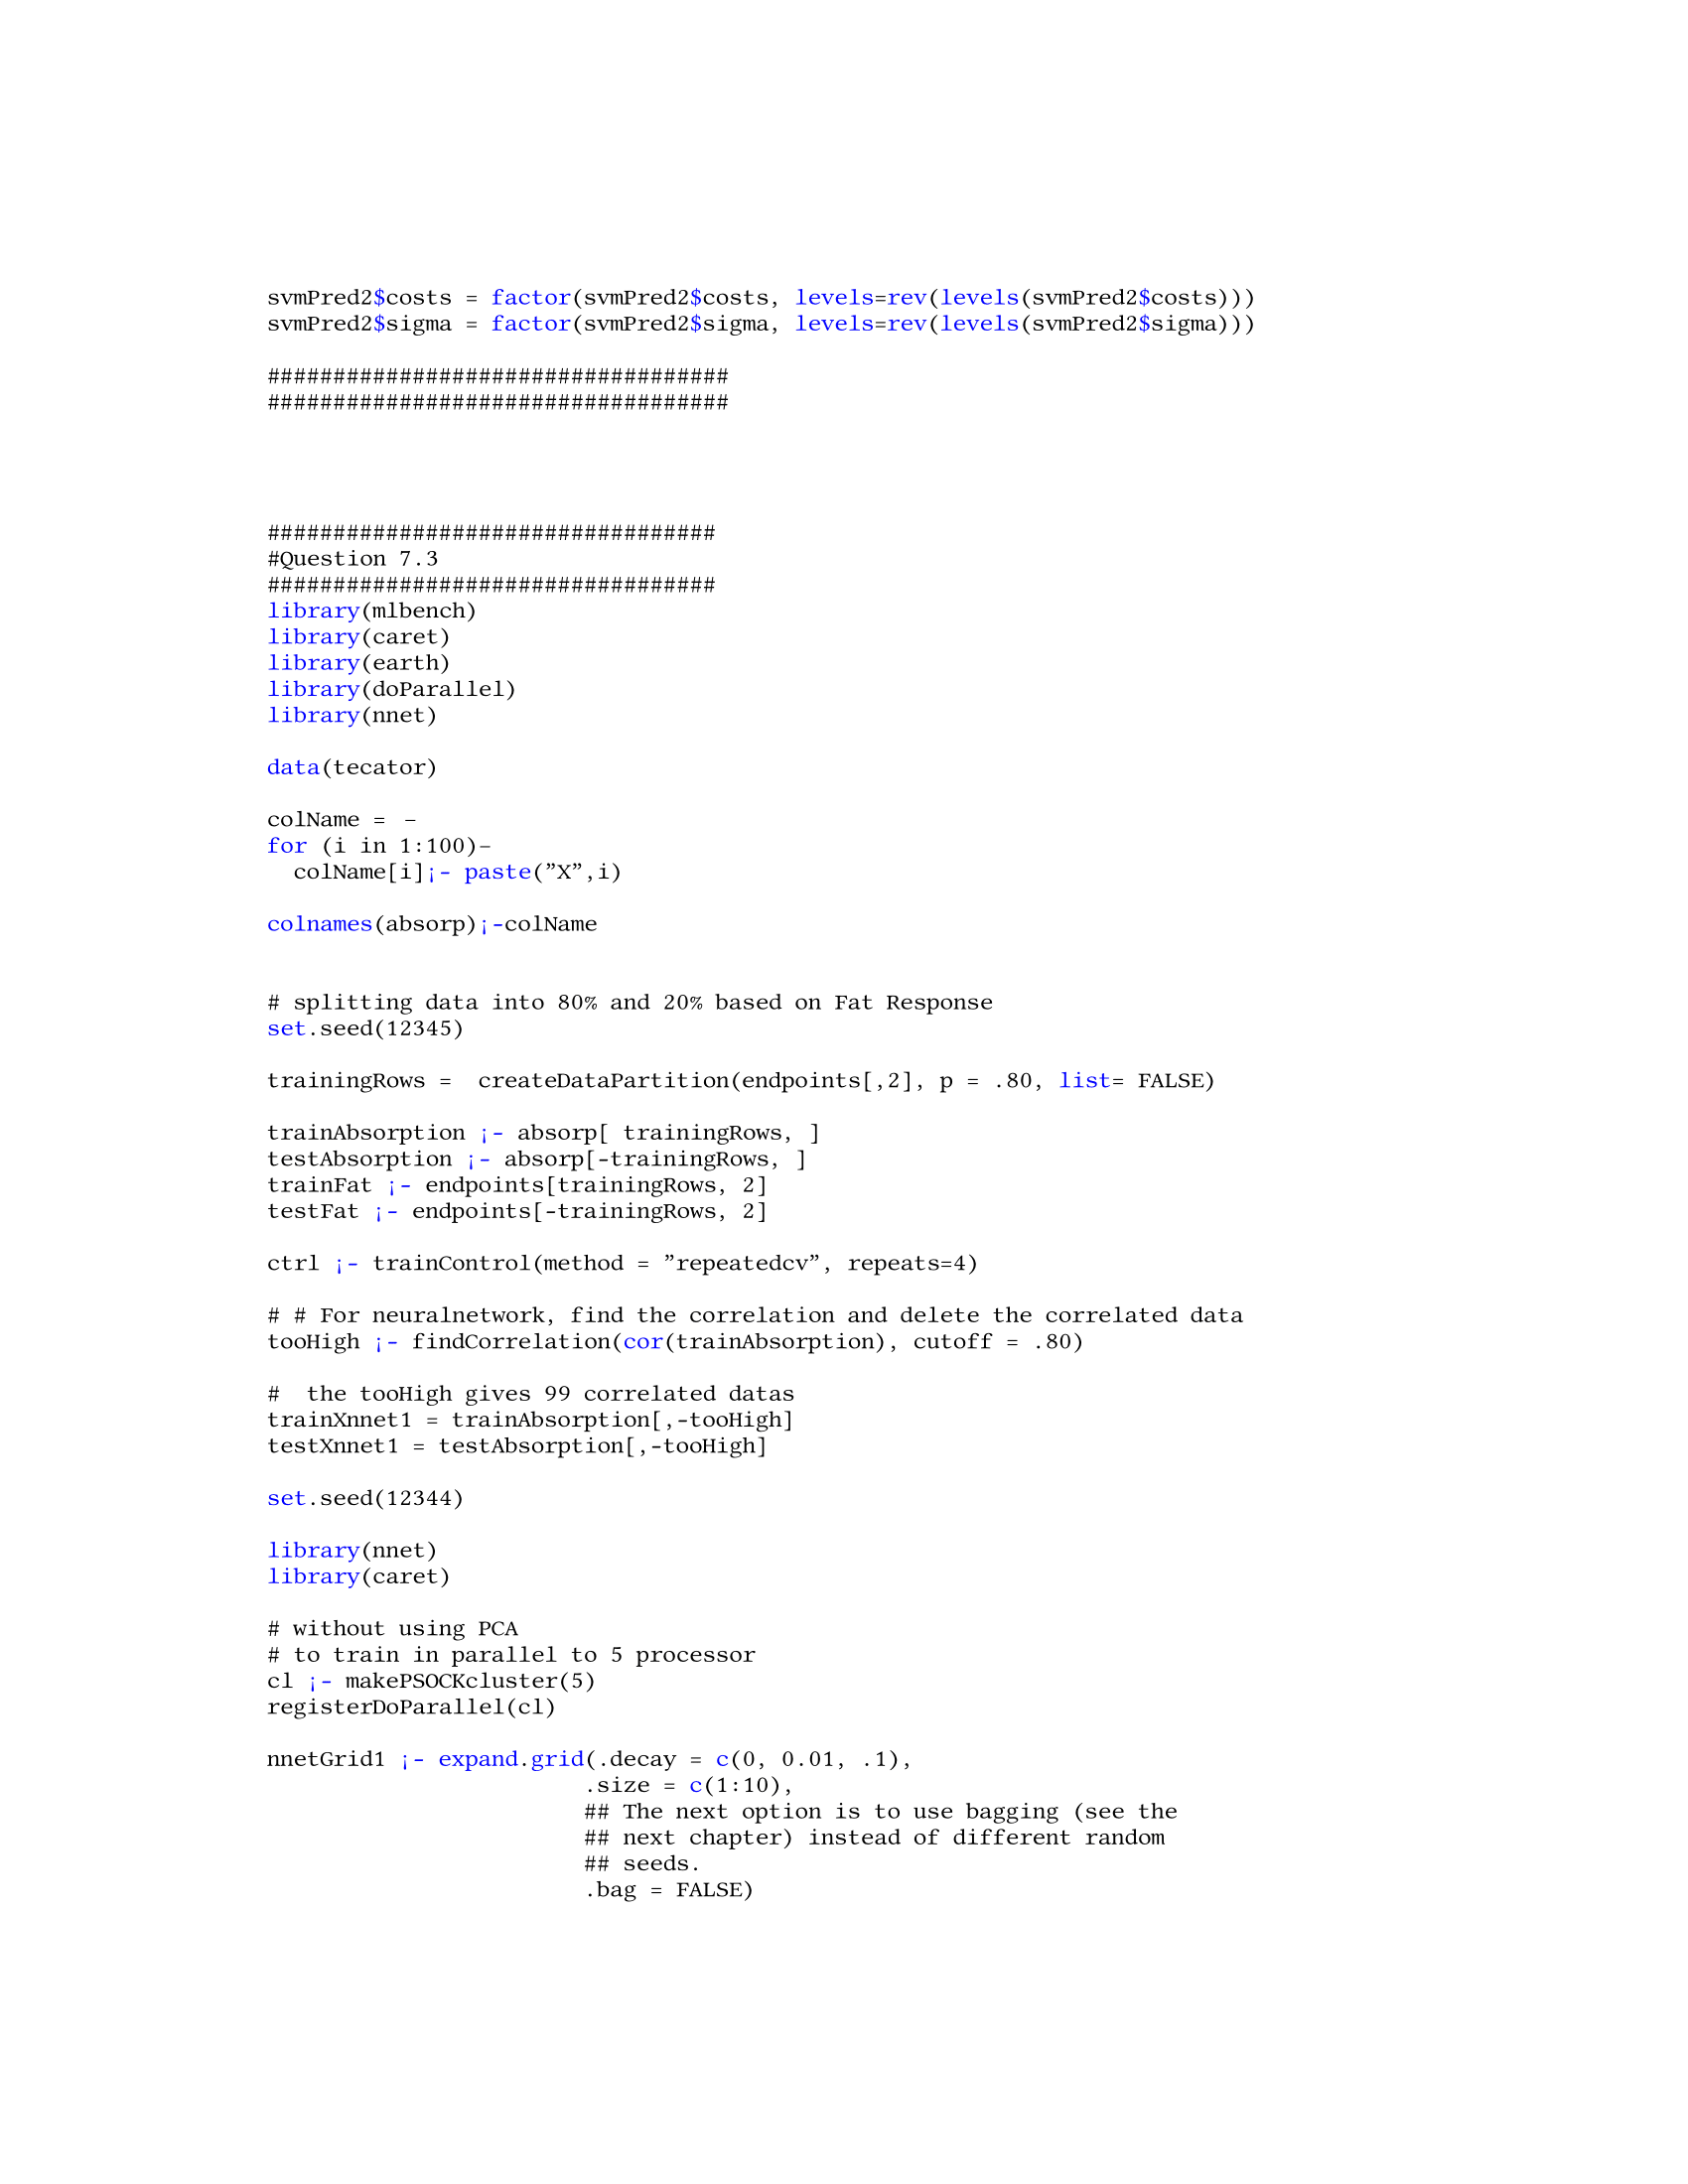 svmPred2$costs = factor(svmPred2$costs, levels=rev(levels(svmPred2$costs)))
svmPred2$sigma = factor(svmPred2$sigma, levels=rev(levels(svmPred2$sigma)))
###################################
###################################
##################################
#Question 7.3
##################################
library(mlbench)
library(caret)
library(earth)
library(doParallel)
library(nnet)
data(tecator)
colName = –
for (i in 1:100)–
  colName[i]¡- paste(”X”,i)
colnames(absorp)¡-colName
# splitting data into 80% and 20% based on Fat Response
set.seed(12345)
trainingRows =  createDataPartition(endpoints[,2], p = .80, list= FALSE)
trainAbsorption ¡- absorp[ trainingRows, ]
testAbsorption ¡- absorp[-trainingRows, ]
trainFat ¡- endpoints[trainingRows, 2]
testFat ¡- endpoints[-trainingRows, 2]
ctrl ¡- trainControl(method = ”repeatedcv”, repeats=4)
# # For neuralnetwork, find the correlation and delete the correlated data
tooHigh ¡- findCorrelation(cor(trainAbsorption), cutoff = .80)
#  the tooHigh gives 99 correlated datas
trainXnnet1 = trainAbsorption[,-tooHigh]
testXnnet1 = testAbsorption[,-tooHigh]
set.seed(12344)
library(nnet)
library(caret)
# without using PCA
# to train in parallel to 5 processor
cl ¡- makePSOCKcluster(5)
registerDoParallel(cl)
nnetGrid1 ¡- expand.grid(.decay = c(0, 0.01, .1),
                        .size = c(1:10),
                        ## The next option is to use bagging (see the
                        ## next chapter) instead of different random
                        ## seeds.
                        .bag = FALSE)